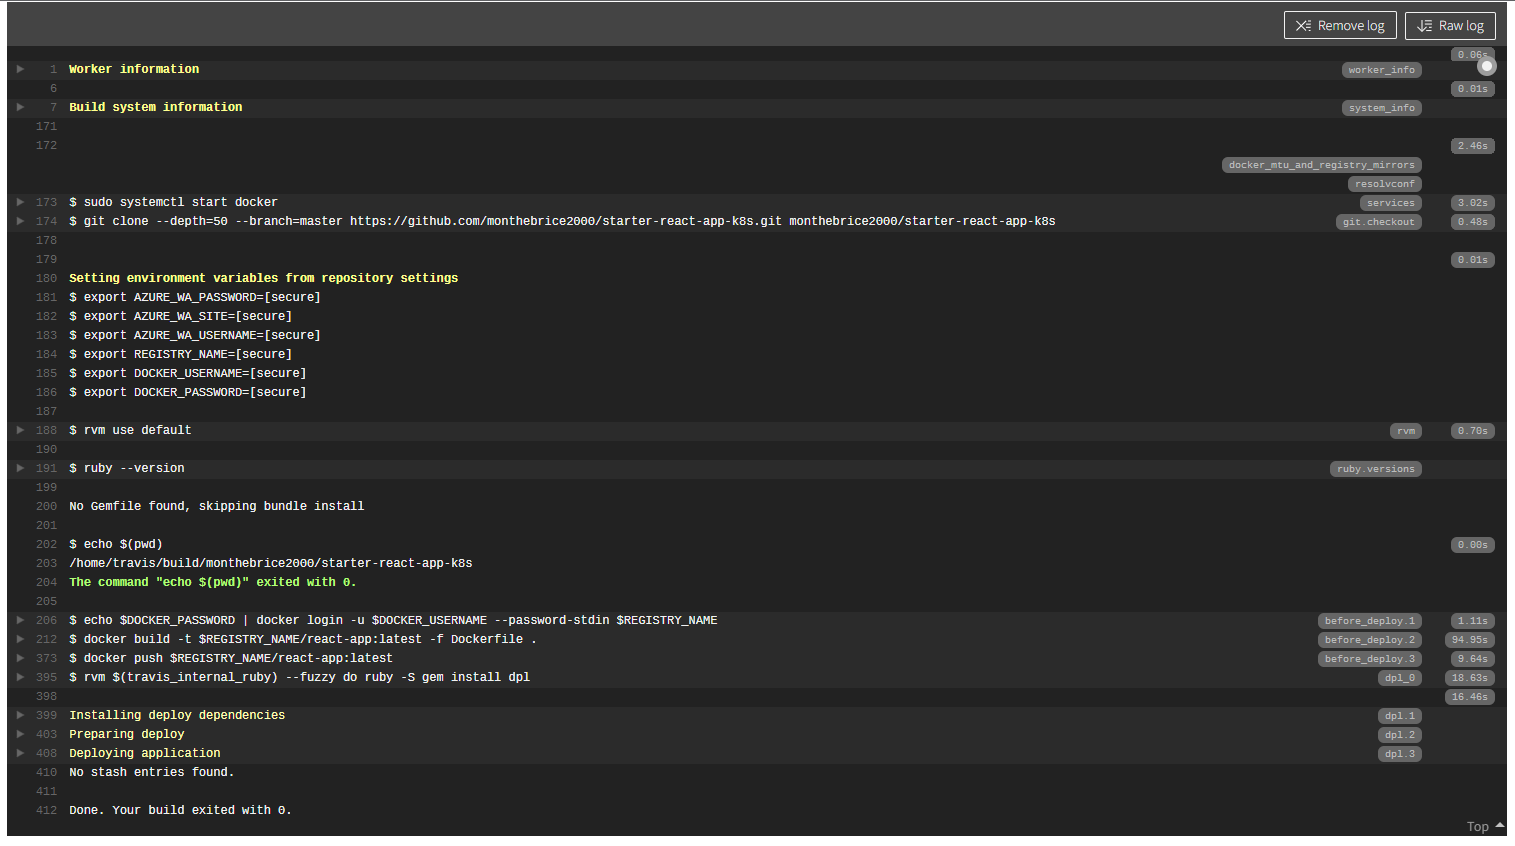 Remove log Raw log
0.06s
1 Worker information worker_info
6 0.01s
7 Build system information system_info
171
172 2.46s
docker_mtu_and_registry_mirrors
resolvconf
173 $ sudo systemctl start docker services 3.02s
174 $ git clone --depth=50 --branch=master https://github.com/monthebrice2000/starter-react-app-k8s.git monthebrice2000/starter-react-app-k8s git.checkout 0.48s
178
179 0.01s
180 Setting environment variables from repository settings
181 $ export AZURE_WA_PASSWORD=[secure]
182 $ export AZURE_WA_SITE=[secure]
183 $ export AZURE_WA_USERNAME=[secure]
184 $ export REGISTRY_NAME=[secure]
185 $ export DOCKER_USERNAME=[secure]
186 $ export DOCKER_PASSWORD=[secure]
187
188 $ rvm use default rvm 0.70s
190
191 $ ruby --version ruby.versions
199
200 No Gemfile found, skipping bundle install
201
202 $ echo $(pwd) 0.00s
203 /home/travis/build/monthebrice2000/starter-react-app-k8s
204 The command "echo $(pwd)" exited with 0.
205
206 $ echo $DOCKER_PASSWORD | docker login -u $DOCKER_USERNAME --password-stdin $REGISTRY_NAME before_deploy.1 1.11s
212 $ docker build -t $REGISTRY_NAME/react-app:latest -f Dockerfile . before_deploy.2 94.95s
373 $ docker push $REGISTRY_NAME/react-app:latest before_deploy.3 9.64s
395 $ rvm $(travis_internal_ruby) --fuzzy do ruby -S gem install dpl dpl_0 18.63s
398 16.46s
399 Installing deploy dependencies dpl.1
403 Preparing deploy dpl.2
408 Deploying application dpl.3
410 No stash entries found.
411
412 Done. Your build exited with 0.
Top